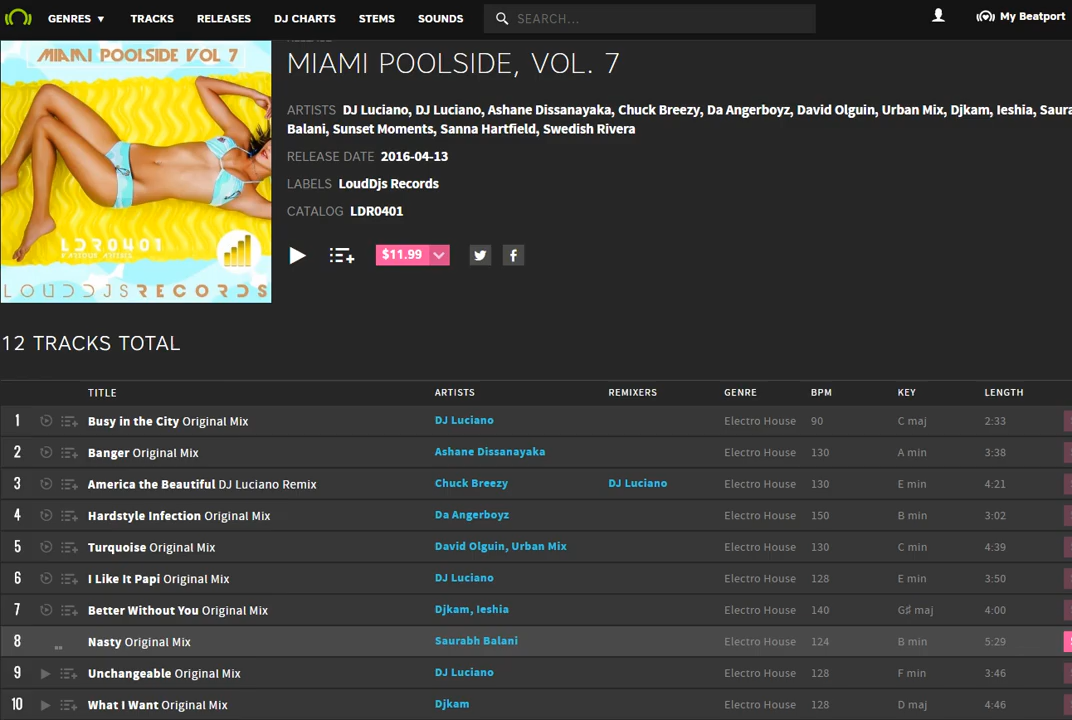 GENRES ▼ TRACKS RELEASES DJ CHARTS STEMS SOUNDS SEARCH... My Beatport
MIAMI POOLSIDE VOL 7
LDR0401
LOUDDJSRECORDS
MIAMI POOLSIDE, VOL. 7
ARTISTS DJ Luciano, DJ Luciano, Ashane Dissanayaka, Chuck Breezy, Da Angerboyz, David Olguin, Urban Mix, Djkam, Ieshia, Saura
Balani, Sunset Moments, Sanna Hartfield, Swedish Rivera
RELEASE DATE 2016-04-13
LABELS LoudDjs Records
CATALOG LDR0401
$11.99
12 TRACKS TOTAL
TITLE ARTISTS REMIXERS GENRE BPM KEY LENGTH
1 Busy in the City Original Mix DJ Luciano Electro House 90 C maj 2:33
2 Banger Original Mix Ashane Dissanayaka Electro House 130 A min 3:38
3 America the Beautiful DJ Luciano Remix Chuck Breezy DJ Luciano Electro House 130 E min 4:21
4 Hardstyle Infection Original Mix Da Angerboyz Electro House 150 B min 3:02
5 Turquoise Original Mix David Olguin, Urban Mix Electro House 130 C min 4:39
6 I Like It Papi Original Mix DJ Luciano Electro House 128 E min 3:50
7 Better Without You Original Mix Djkam, Ieshia Electro House 140 G♯ maj 4:00
8 Nasty Original Mix Saurabh Balani Electro House 124 B min 5:29
9 Unchangeable Original Mix DJ Luciano Electro House 128 F min 3:46
10 What I Want Original Mix Djkam Electro House 128 D maj 4:46